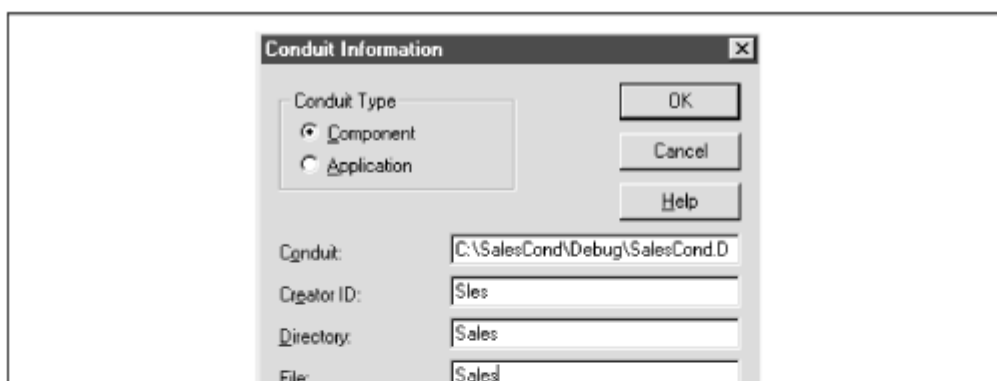 Conduit Information
Conduit Type
Component
Application
OK
Cancel
Help
Conduit: C:\SalesCond\Debug\SalesCond.D
Creator ID: Sles
Directory: Sales
File: Sales